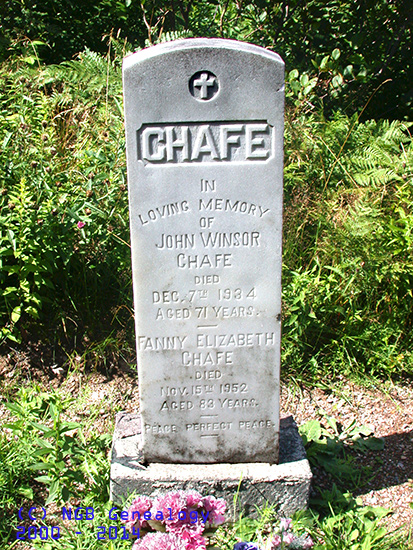 CHAFE
IN
LOVING MEMORY
OF
JOHN WINSOR
CHAFE
DIED
DEC. 7TH 1934
AGED 71 YEARS.
FANNY ELIZABETH
CHAFE
DIED
NOV. 15TH 1952
AGED 83 YEARS.
PEACE, PERFECT PEACE.
(C) NGB Genealogy
2000 - 2014